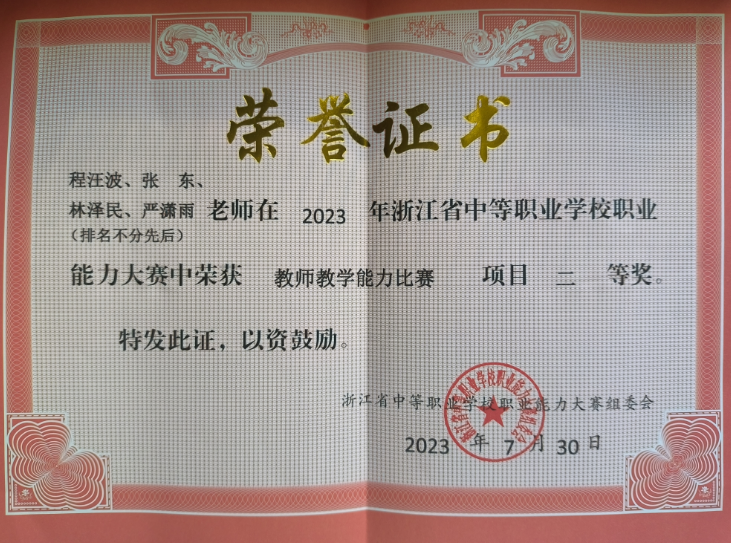 荣誉证书
程汪波、张　东、
林泽民、严潇雨 老师在 2023 年浙江省中等职业学校职业
（排名不分先后）
能力大赛中荣获 教师教学能力比赛 项目 二 等奖。
特发此证，以资鼓励。
浙江省中等职业学校职业能力大赛组委会
2023 年 7 月 30 日